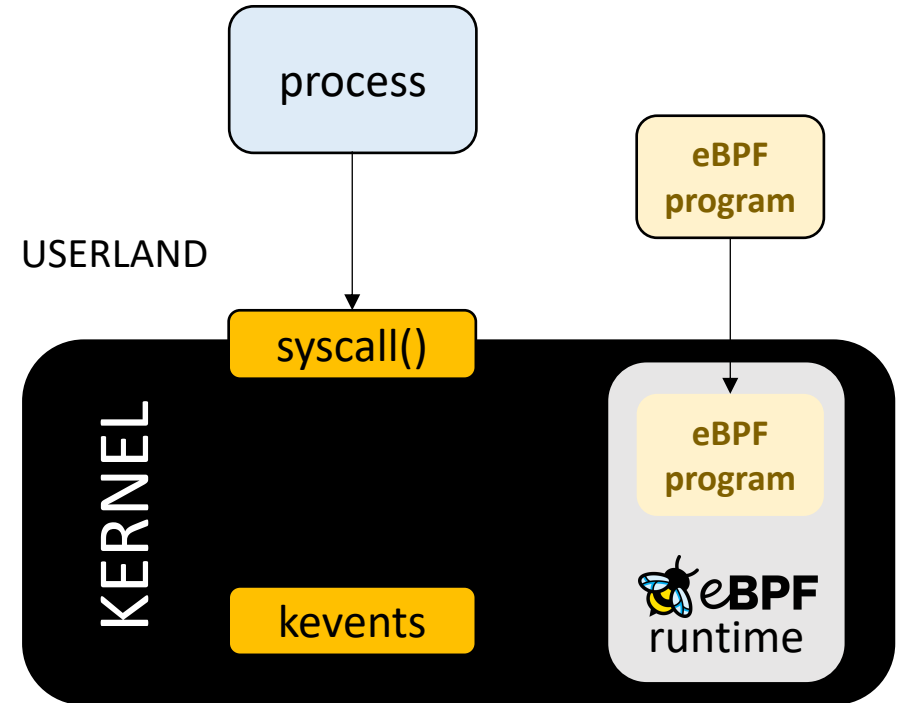 process
eBPF
program
USERLAND
syscall()
KERNEL
eBPF
program
kevents
eBPF
runtime